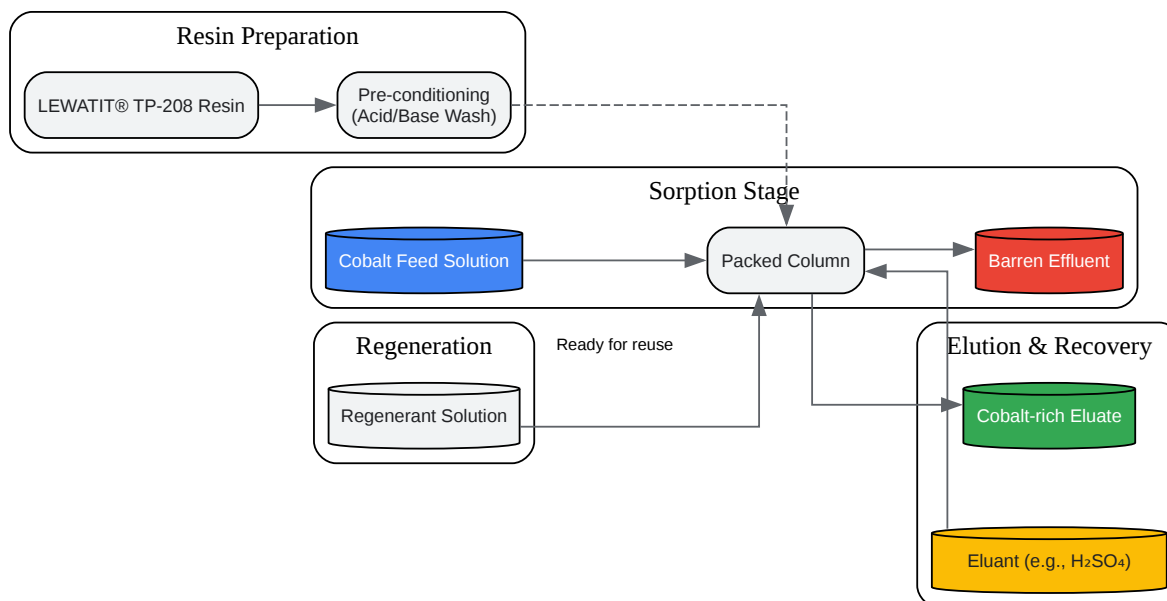 Resin Preparation
LEWATIT® TP-208 Resin
Pre-conditioning
(Acid/Base Wash)
Sorption Stage
Cobalt Feed Solution
Packed Column
Barren Effluent
Regeneration
Ready for reuse
Elution & Recovery
Regenerant Solution
Cobalt-rich Eluate
Eluant (e.g., H₂SO₄)